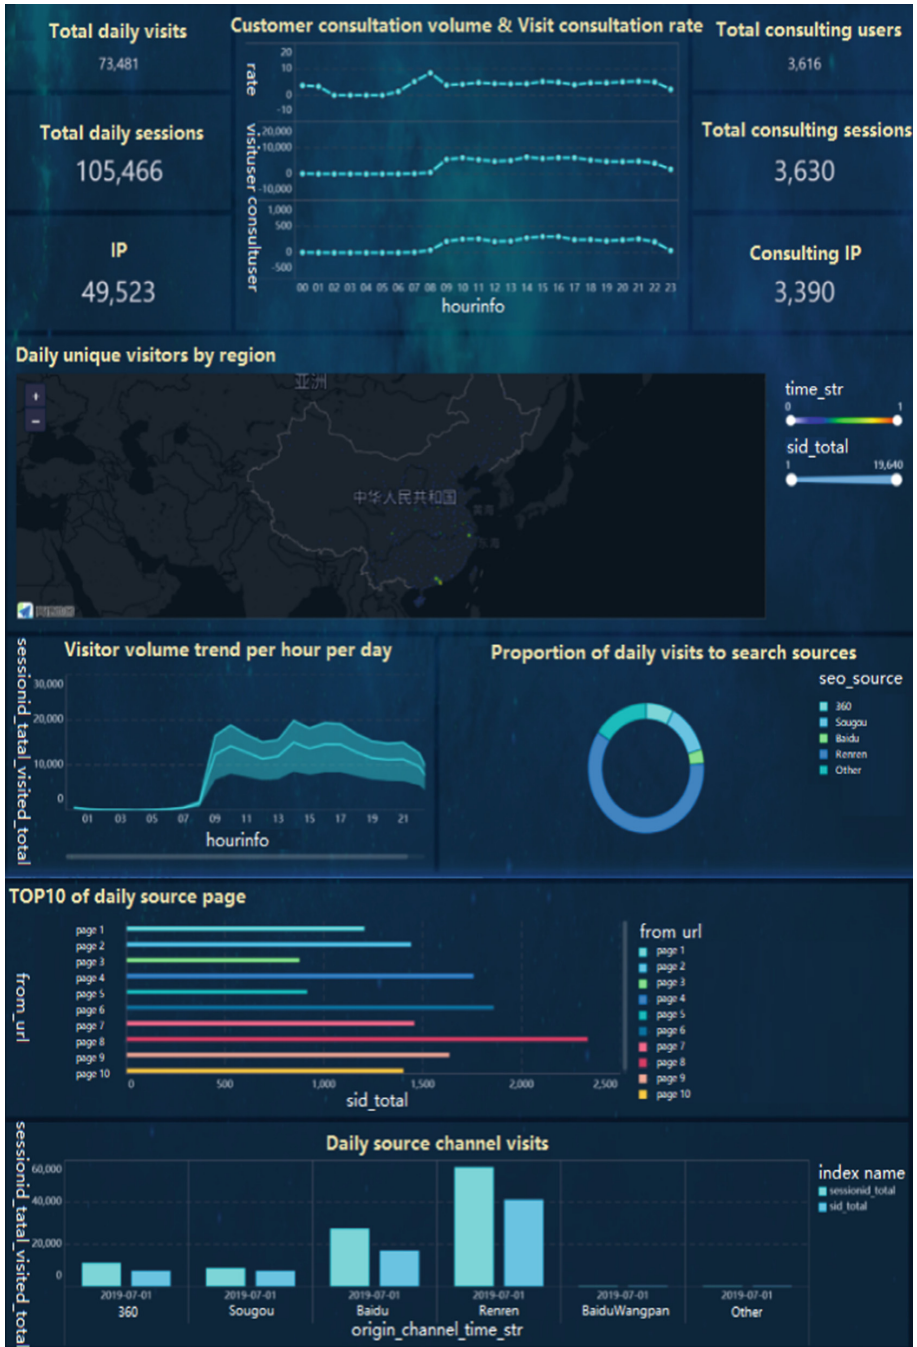 Total daily visits
73,481
Total daily sessions
105,466
IP
49,523
Customer consultation volume & Visit consultation rate
rate
20
10
0
-10
visituser
20,000
10,000
0
-10,000
consultuser
1,000
500
0
-500
00 01 02 03 04 05 06 07 08 09 10 11 12 13 14 15 16 17 18 19 20 21 22 23
hourinfo
Total consulting users
3,616
Total consulting sessions
3,630
Consulting IP
3,390
Daily unique visitors by region
+
−
亚洲
中华人民共和国
黄海
东海
time_str
0 1
sid_total
1 19,640
Visitor volume trend per hour per day
sessionid_tatal_visited_total
30,000
20,000
10,000
0
01 03 05 07 09 11 13 15 17 19 21
hourinfo
Proportion of daily visits to search sources
seo_source
360
Sougou
Baidu
Renren
Other
TOP10 of daily source page
from_url
page 1
page 2
page 3
page 4
page 5
page 6
page 7
page 8
page 9
page 10
0 500 1,000 1,500 2,000 2,500
sid_total
from url
page 1
page 2
page 3
page 4
page 5
page 6
page 7
page 8
page 9
page 10
Daily source channel visits
sessionid_tatal_visited_total
60,000
40,000
20,000
0
2019-07-01 2019-07-01 2019-07-01 2019-07-01 2019-07-01 2019-07-01
360 Sougou Baidu Renren BaiduWangpan Other
origin_channel_time_str
index name
sessionid_total
sid_total